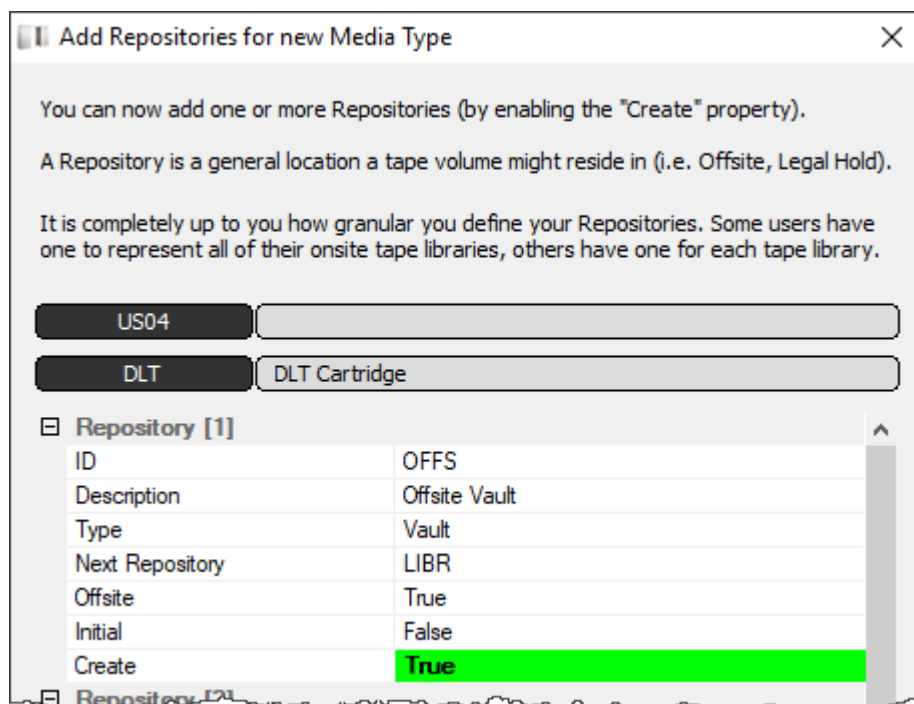 Add Repositories for new Media Type
You can now add one or more Repositories (by enabling the "Create" property).
A Repository is a general location a tape volume might reside in (i.e. Offsite, Legal Hold).
It is completely up to you how granular you define your Repositories. Some users have
one to represent all of their onsite tape libraries, others have one for each tape library.
US04
DLT DLT Cartridge
Repository [1]
ID OFFS
Description Offsite Vault
Type Vault
Next Repository LIBR
Offsite True
Initial False
Create True
Repository [2]